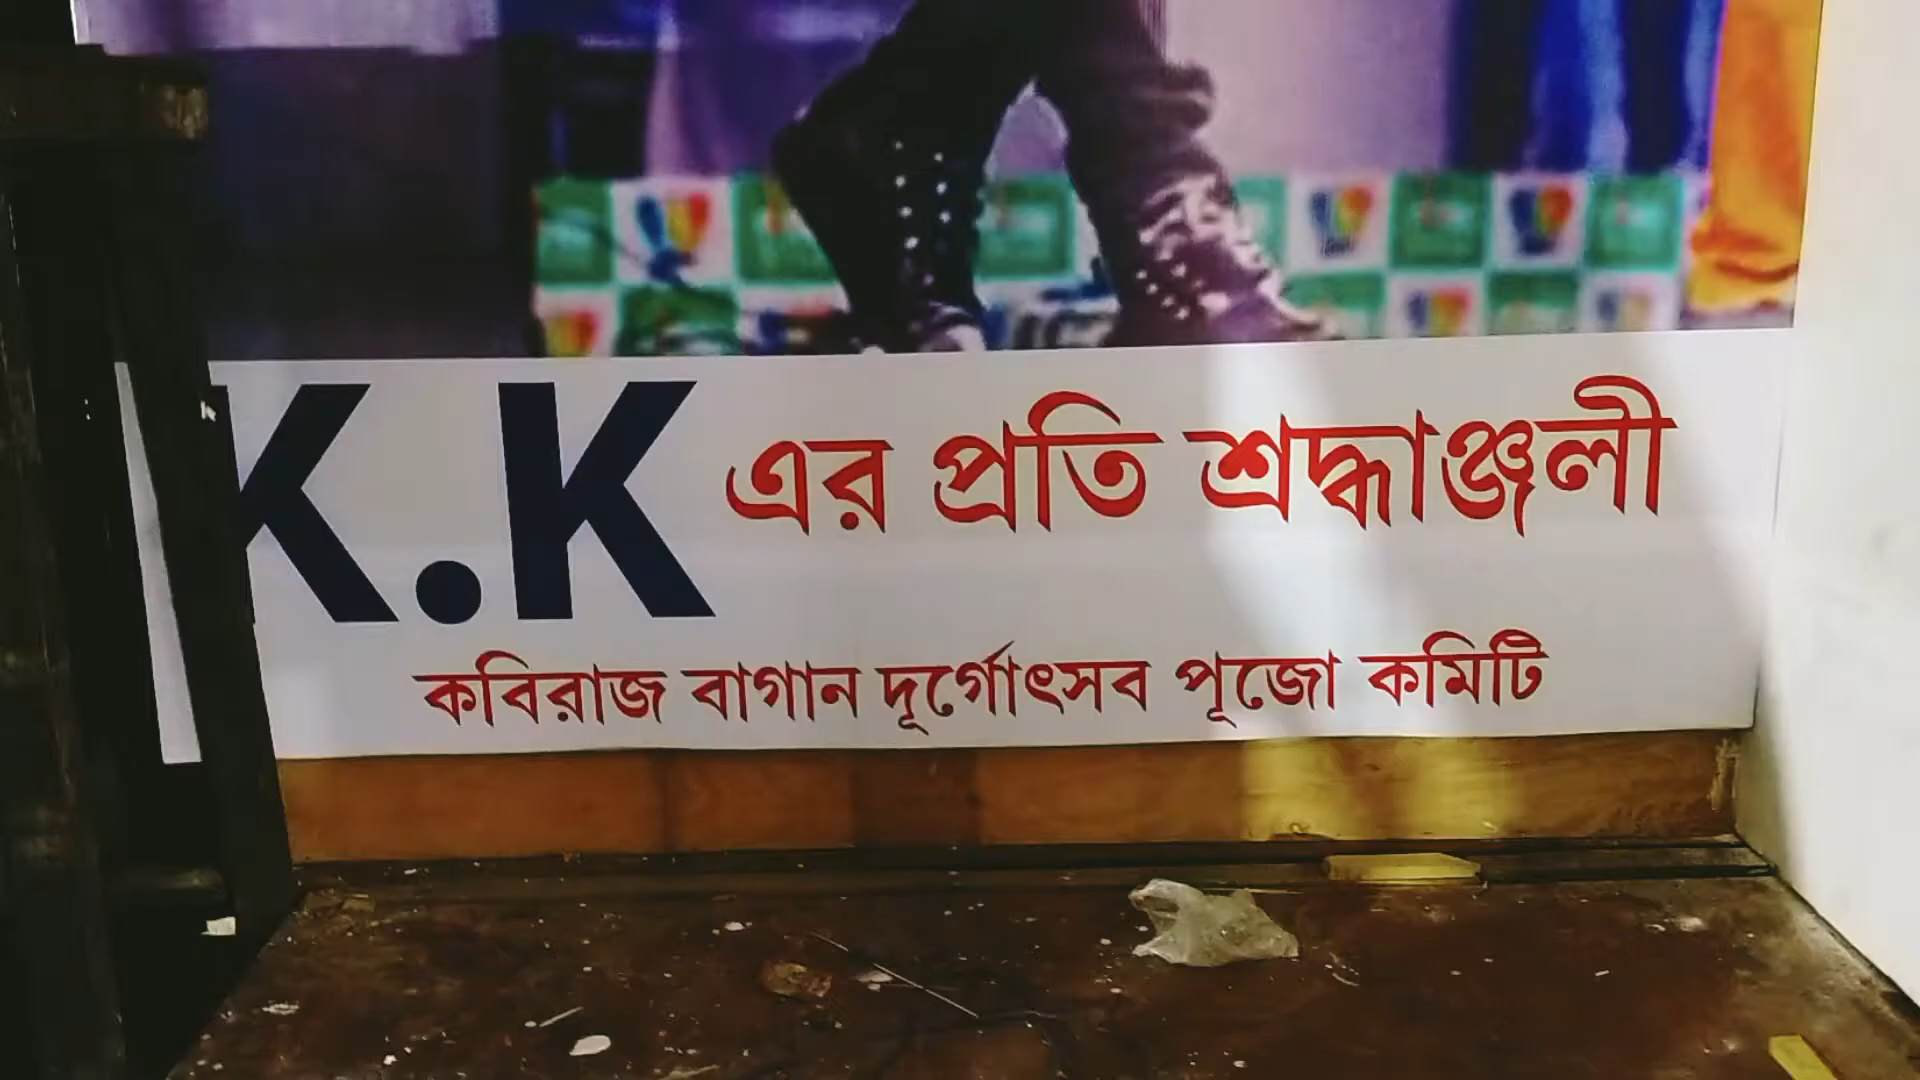 K.K এর প্রতি শ্রদ্ধাঞ্জলী
কবিরাজ বাগান দূর্গোৎসব পূজো কমিটি